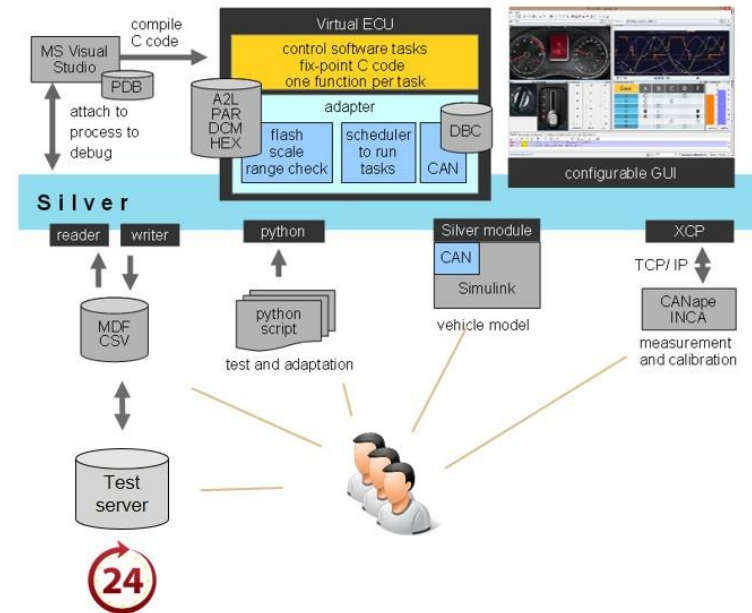 compile
C code
MS Visual
Studio
PDB
attach to
process to
debug
Virtual ECU
control software tasks
fix-point C code
one function per task
adapter
A2L
PAR
DCM
HEX
flash
scale
range check
scheduler
to run
tasks
CAN
DBC
configurable GUI
Silver
reader
writer
python
Silver module
XCP
CAN
Simulink
TCP/ IP
MDF
CSV
python
script
CANape
INCA
vehicle model
test and adaptation
measurement
and calibration
Test
server
24